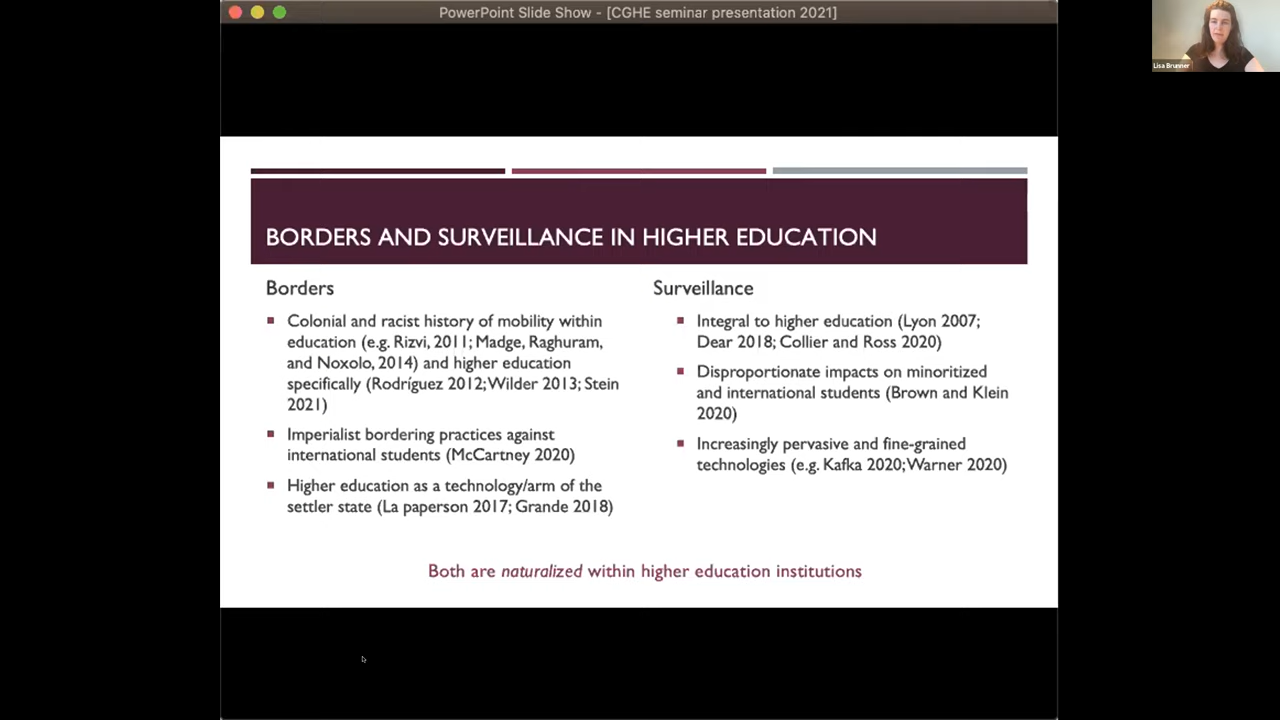 PowerPoint Slide Show - [CGHE seminar presentation 2021]
Lisa Brunner
BORDERS AND SURVEILLANCE IN HIGHER EDUCATION
Borders
Colonial and racist history of mobility within
education (e.g. Rizvi, 2011; Madge, Raghuram,
and Noxolo, 2014) and higher education
specifically (Rodríguez 2012; Wilder 2013; Stein
2021)
Imperialist bordering practices against
international students (McCartney 2020)
Higher education as a technology/arm of the
settler state (La paperson 2017; Grande 2018)
Surveillance
Integral to higher education (Lyon 2007;
Dear 2018; Collier and Ross 2020)
Disproportionate impacts on minoritized
and international students (Brown and Klein
2020)
Increasingly pervasive and fine-grained
technologies (e.g. Kafka 2020; Warner 2020)
Both are naturalized within higher education institutions